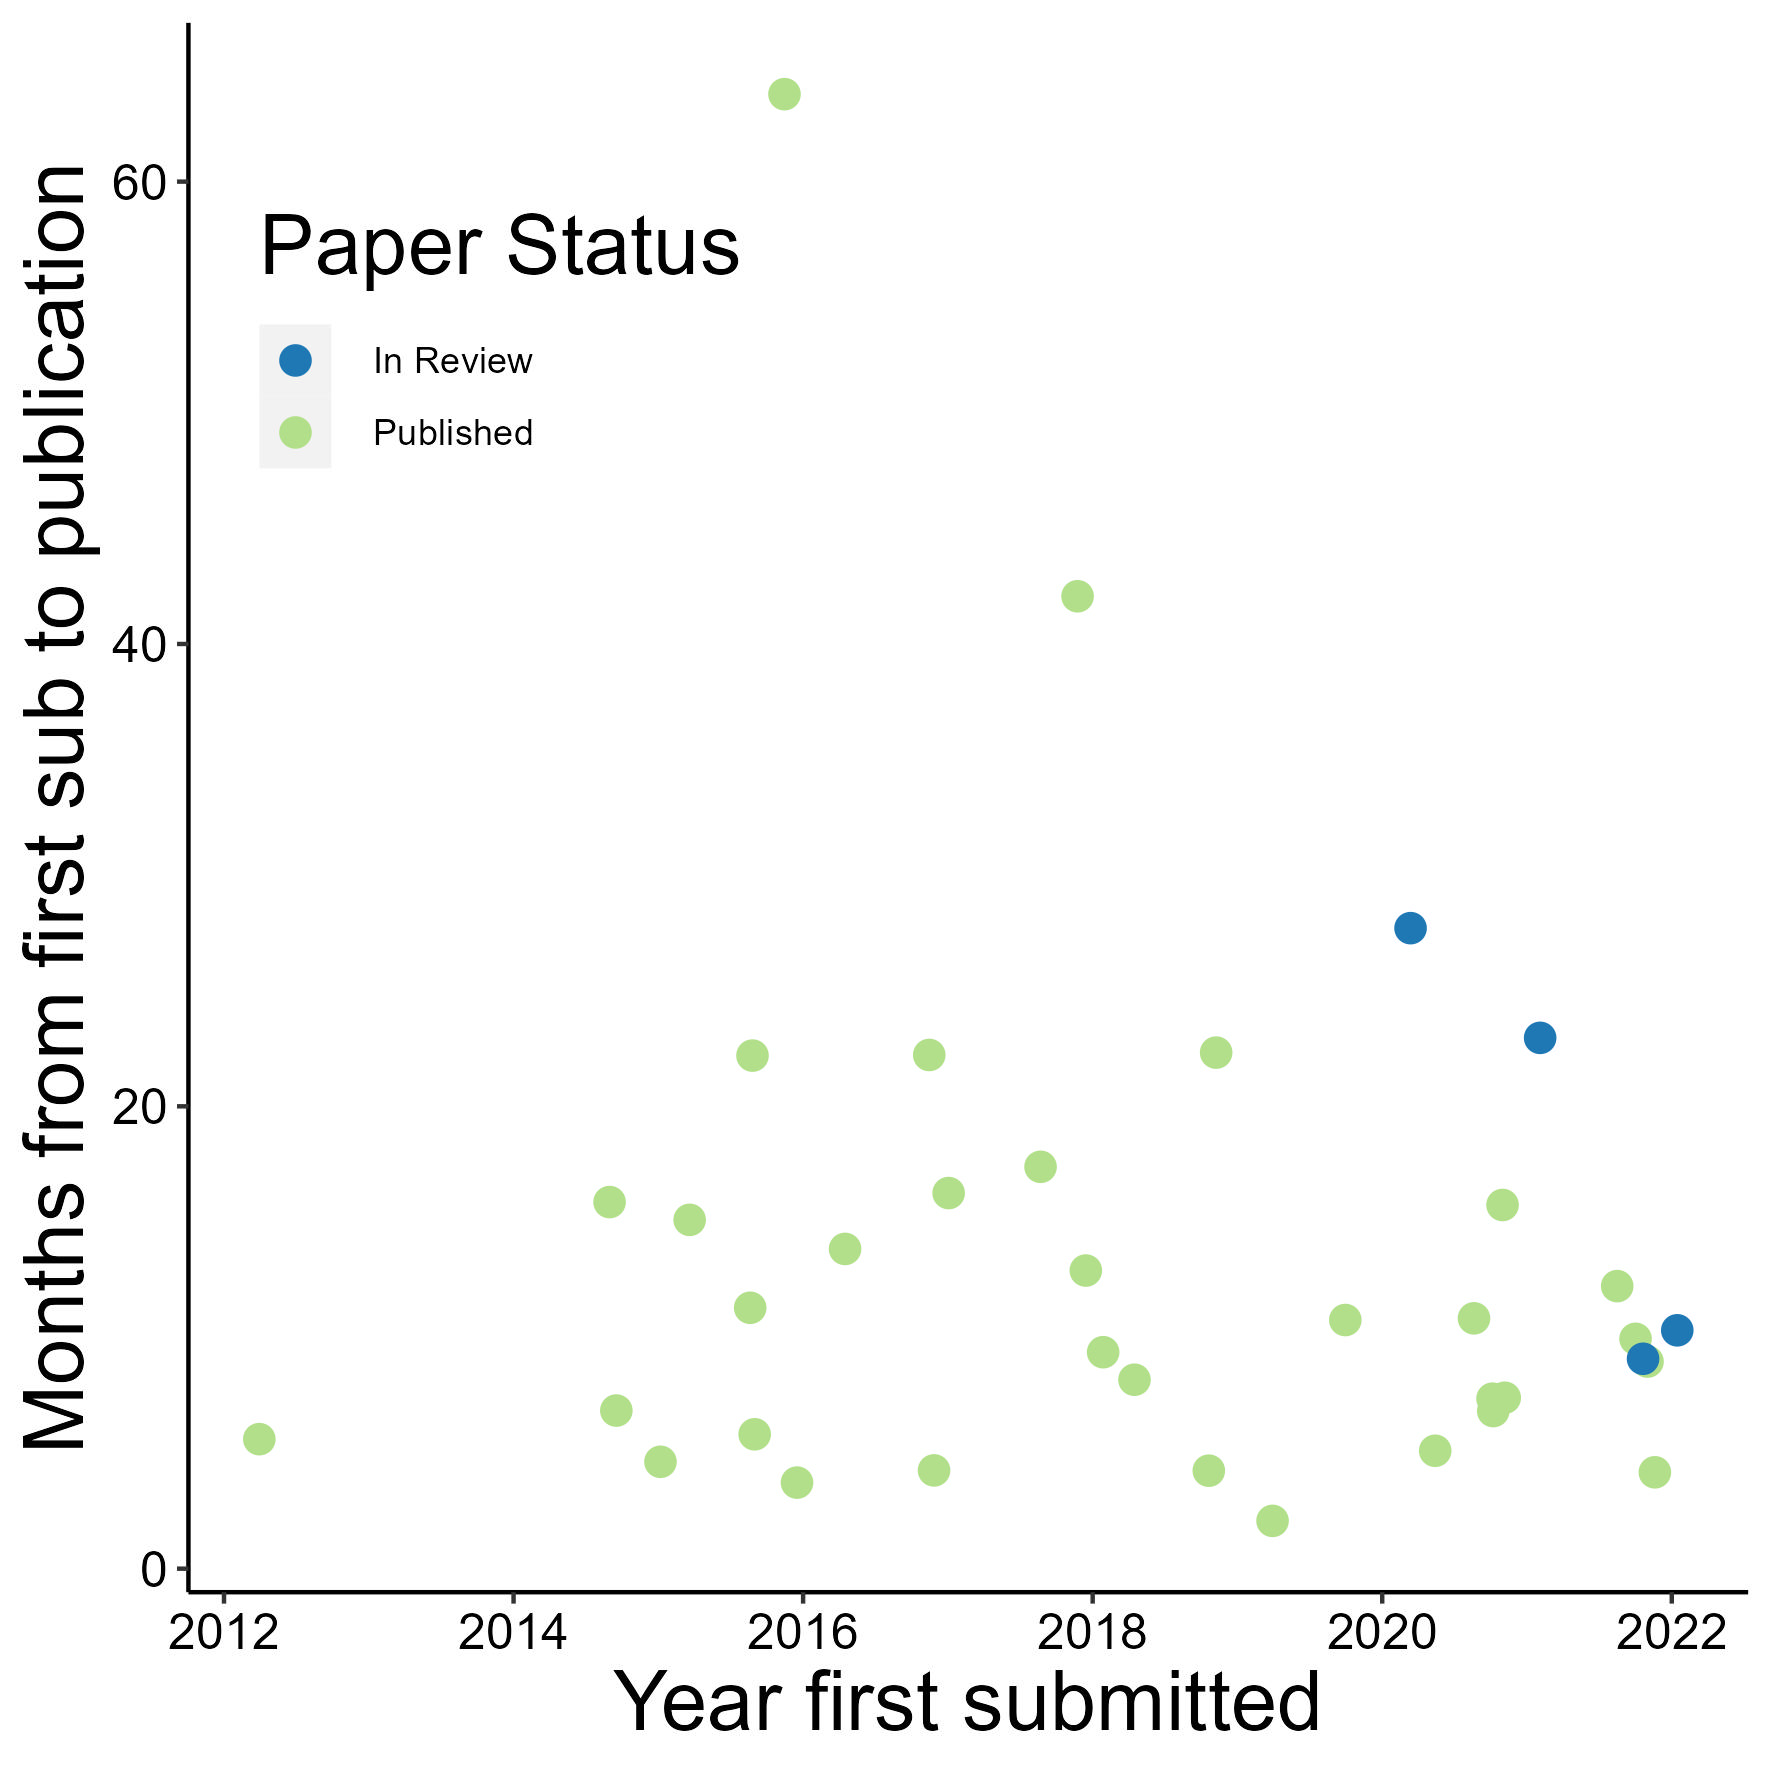 Months from first sub to publication
60
40
20
0
Paper Status
In Review
Published
2012 2014 2016 2018 2020 2022
Year first submitted